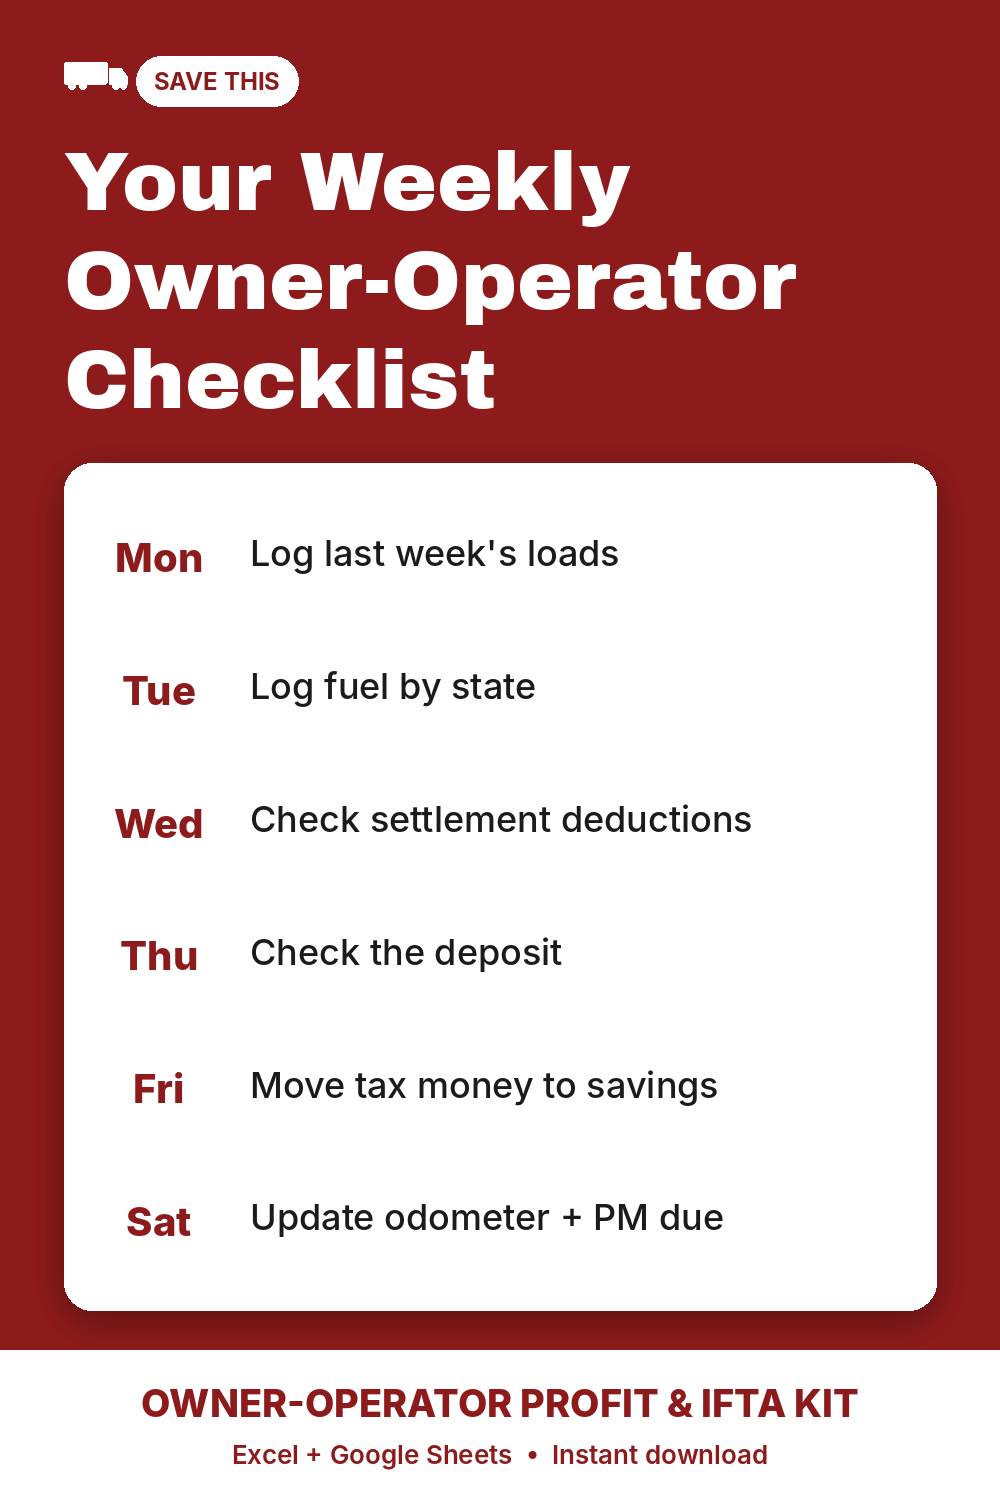 SAVE THIS
Your Weekly
Owner-Operator
Checklist
Mon Log last week's loads
Tue Log fuel by state
Wed Check settlement deductions
Thu Check the deposit
Fri Move tax money to savings
Sat Update odometer + PM due
OWNER-OPERATOR PROFIT & IFTA KIT
Excel + Google Sheets • Instant download